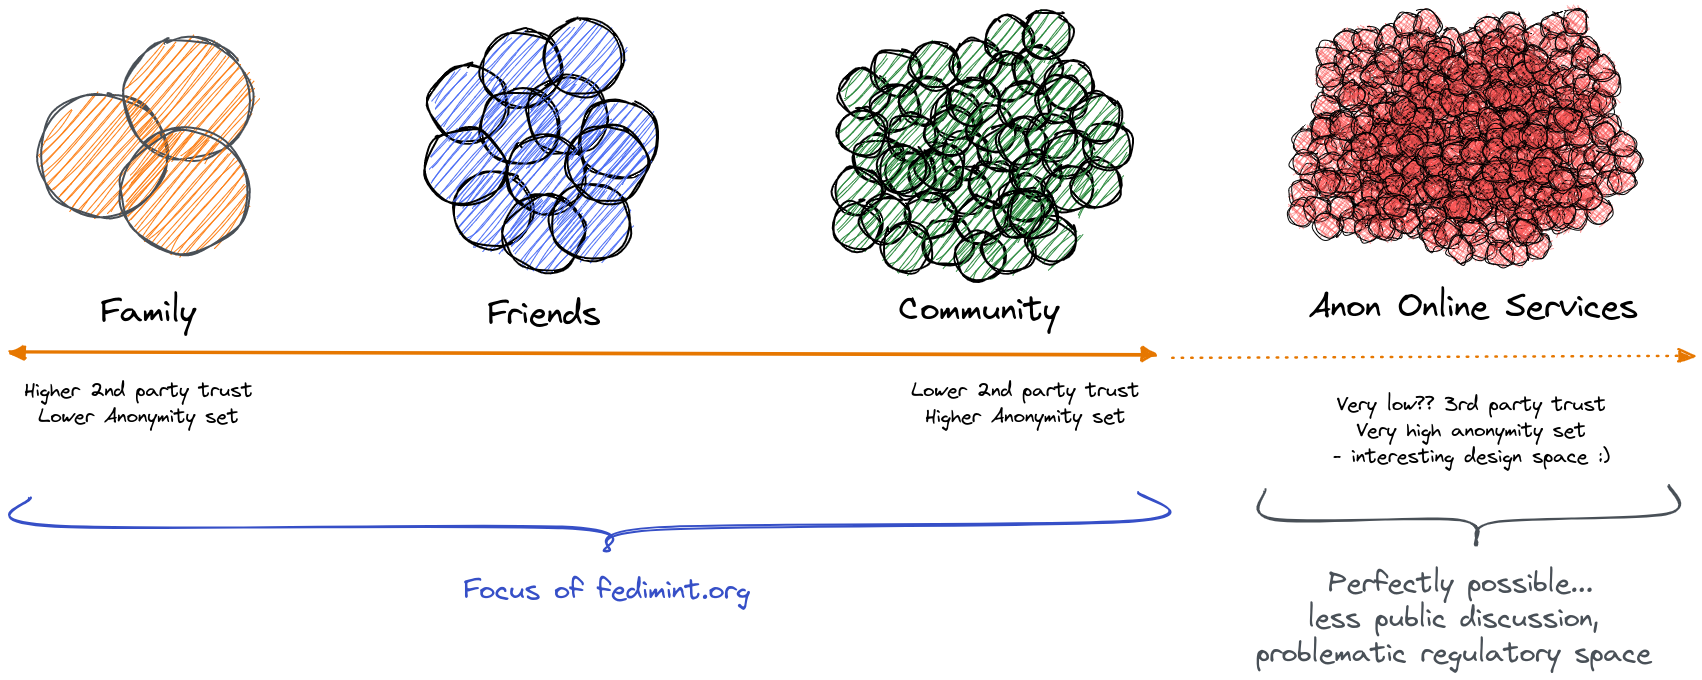 Family
Friends
Community
Anon Online Services
Higher 2nd party trust
Lower Anonymity set
Lower 2nd party trust
Higher Anonymity set
Very low?? 3rd party trust
Very high anonymity set
- interesting design space :)
Focus of fedimint.org
Perfectly possible...
less public discussion,
problematic regulatory space